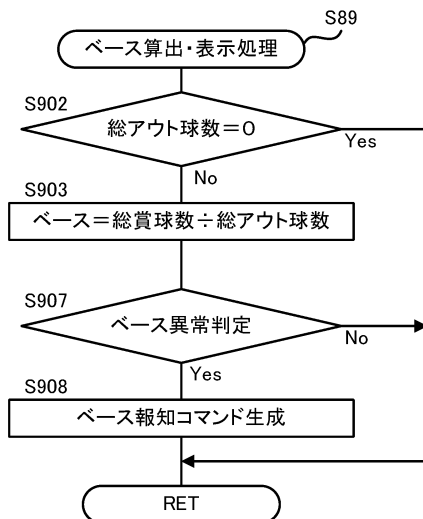 S89
ベース算出・表示処理
S902
総アウト球数＝0
Yes
No
S903
ベース＝総賞球数÷総アウト球数
S907
ベース異常判定
No
Yes
S908
ベース報知コマンド生成
RET